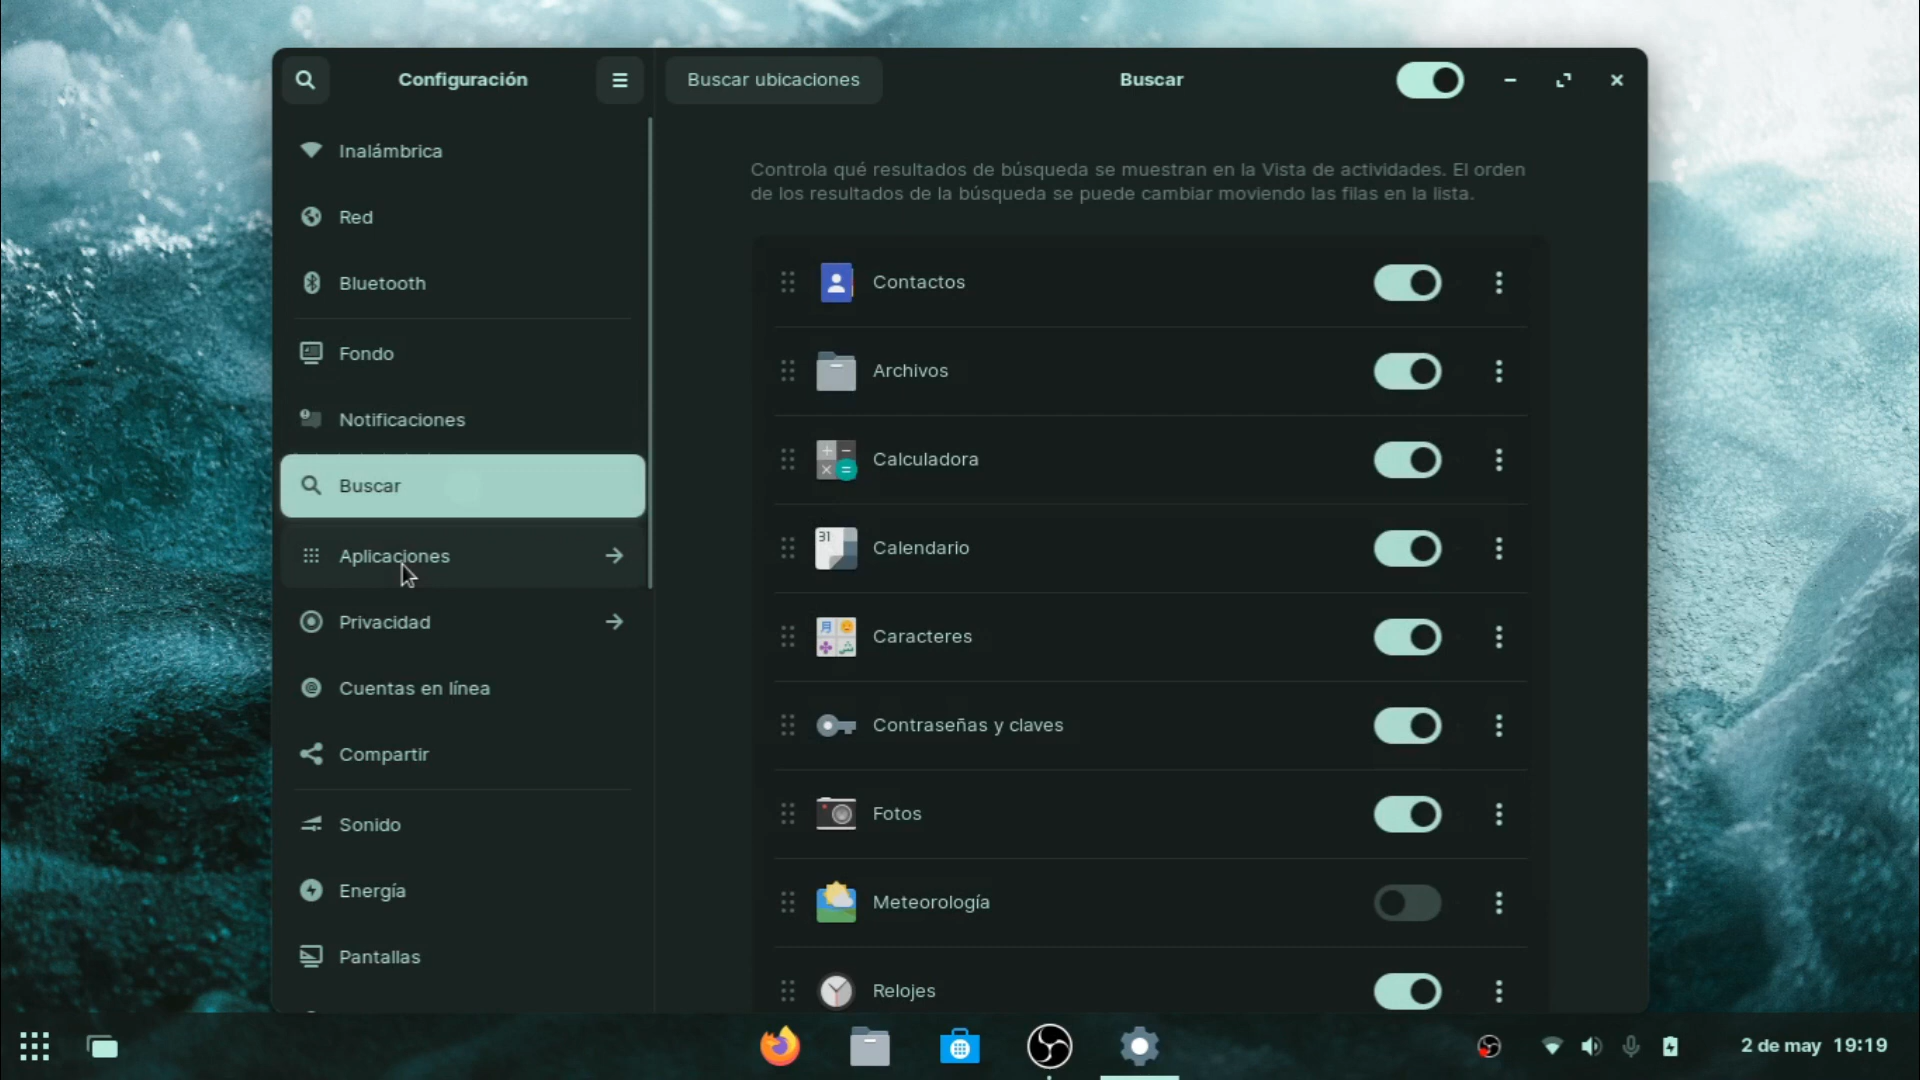 Configuración
Buscar ubicaciones
Buscar
Inalámbrica
Red
Bluetooth
Fondo
Notificaciones
Buscar
Aplicaciones
Privacidad
Cuentas en línea
Compartir
Sonido
Energía
Pantallas
Controla qué resultados de búsqueda se muestran en la Vista de actividades. El orden
de los resultados de la búsqueda se puede cambiar moviendo las filas en la lista.
Contactos
Archivos
Calculadora
31
Calendario
Caracteres
Contraseñas y claves
Fotos
Meteorología
Relojes
2 de may 19:19